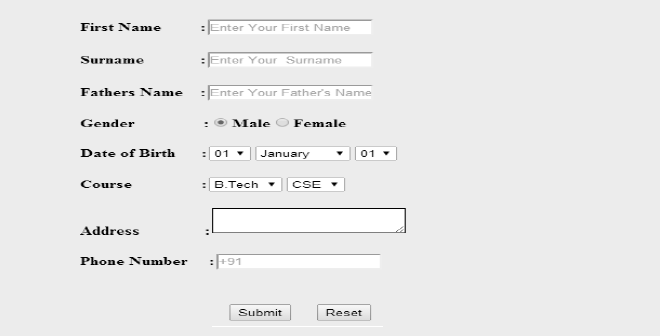 First Name : Enter Your First Name
Surname : Enter Your Surname
Fathers Name : Enter Your Father's Name
Gender : Male Female
Date of Birth : 01 January 01
Course : B.Tech CSE
Address :
Phone Number : +91
Submit Reset